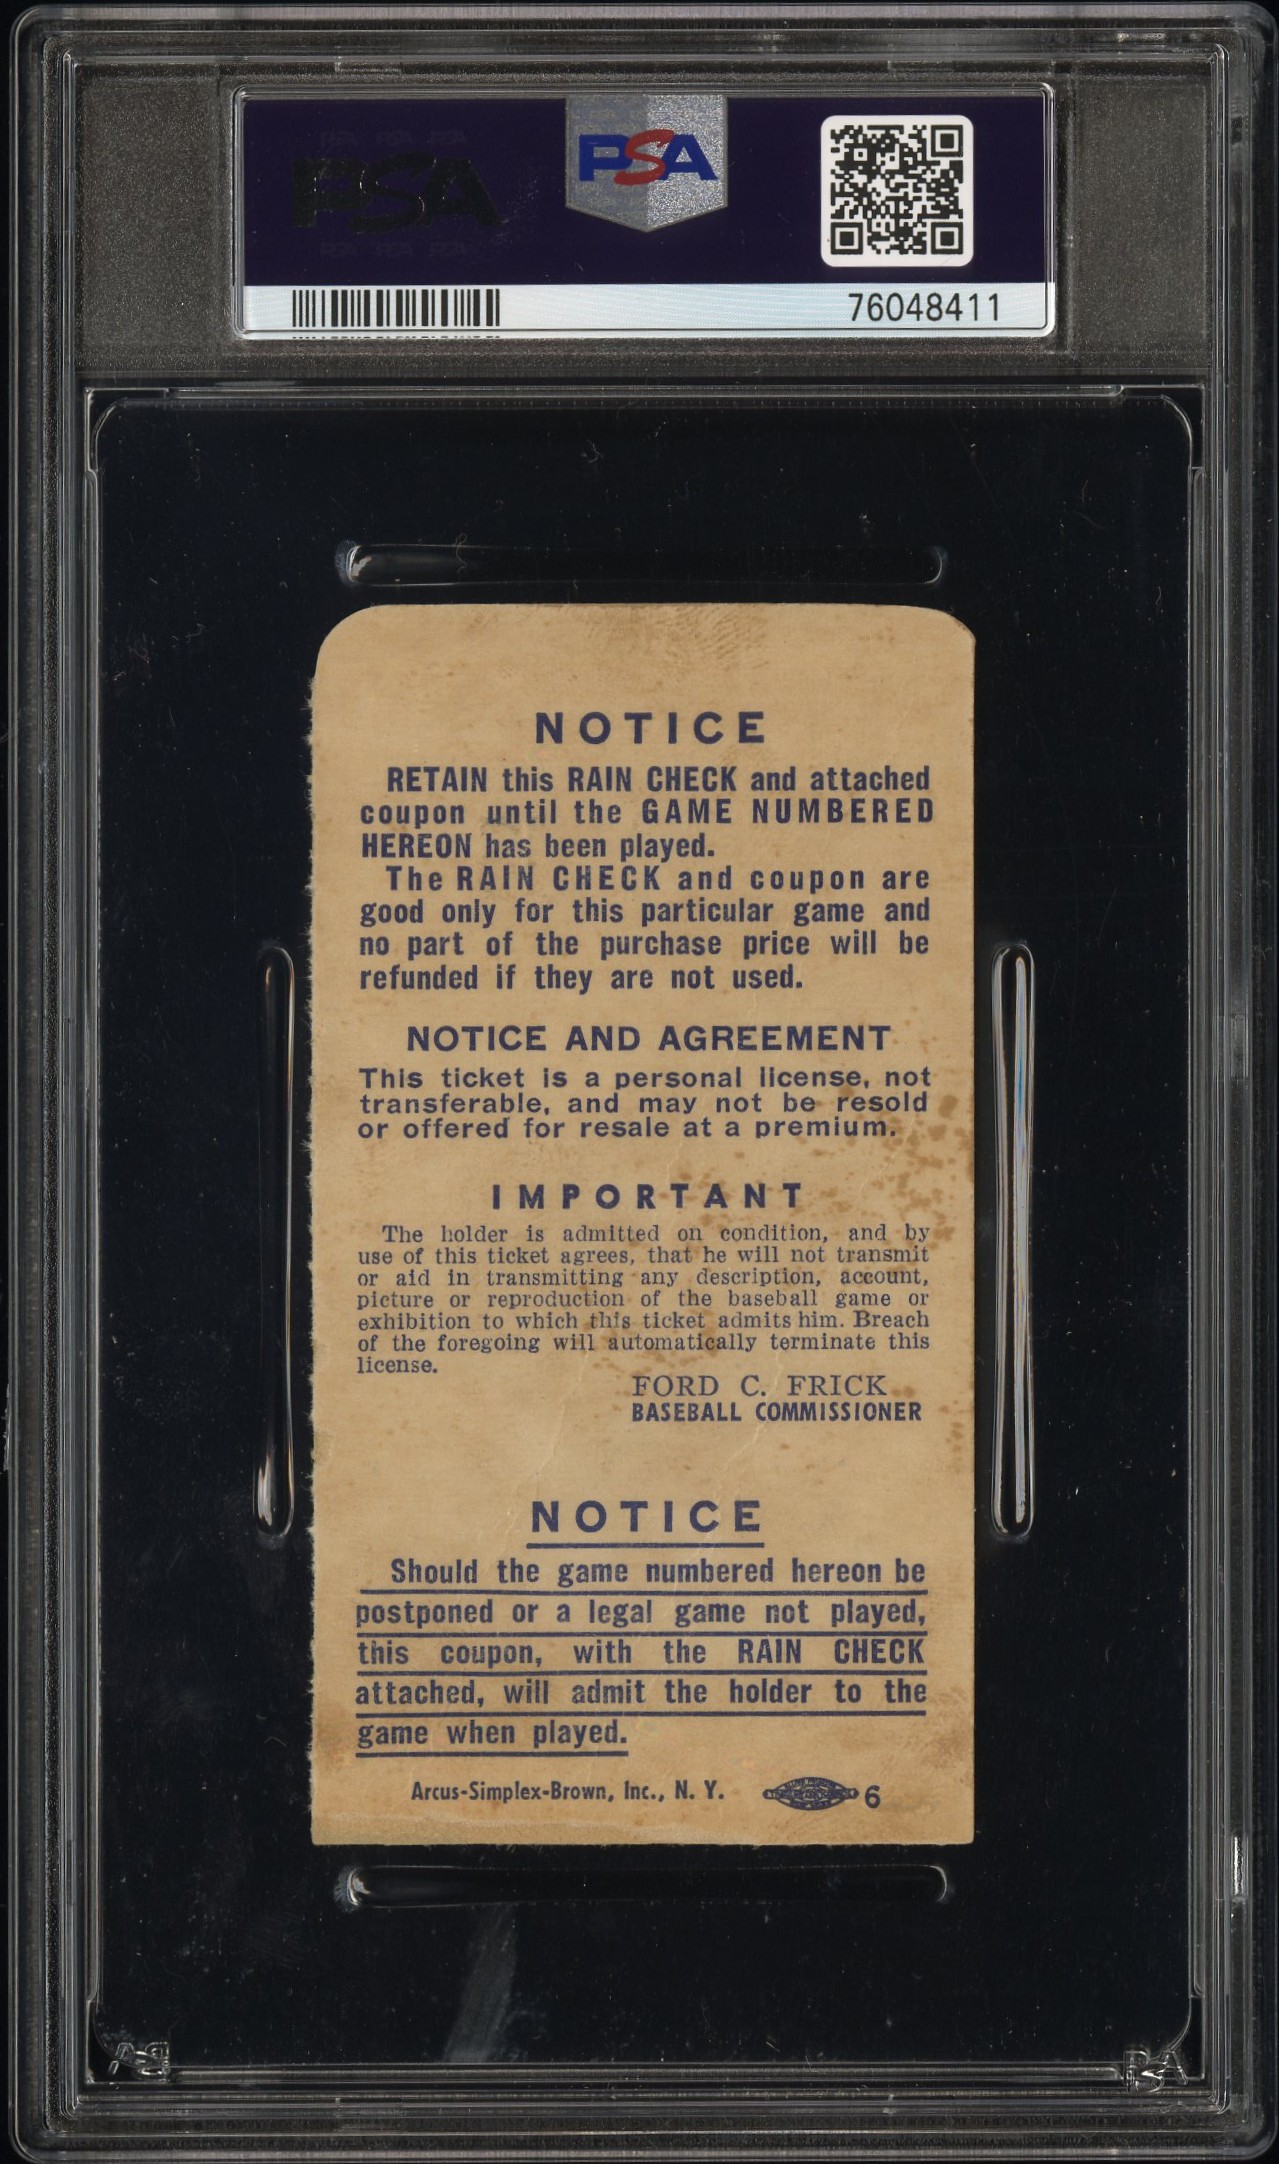 PSA
PSA
76048411
NOTICE
RETAIN this RAIN CHECK and attached
coupon until the GAME NUMBERED
HEREON has been played.
The RAIN CHECK and coupon are
good only for this particular game and
no part of the purchase price will be
refunded if they are not used.
NOTICE AND AGREEMENT
This ticket is a personal license, not
transferable, and may not be resold
or offered for resale at a premium.
IMPORTANT
The holder is admitted on condition, and by
use of this ticket agrees, that he will not transmit
or aid in transmitting any description, account,
picture or reproduction of the baseball game or
exhibition to which this ticket admits him. Breach
of the foregoing will automatically terminate this
license.
FORD C. FRICK
BASEBALL COMMISSIONER
NOTICE
Should the game numbered hereon be
postponed or a legal game not played,
this coupon, with the RAIN CHECK
attached, will admit the holder to the
game when played.
Arcus-Simplex-Brown, Inc., N. Y. 6
PSA